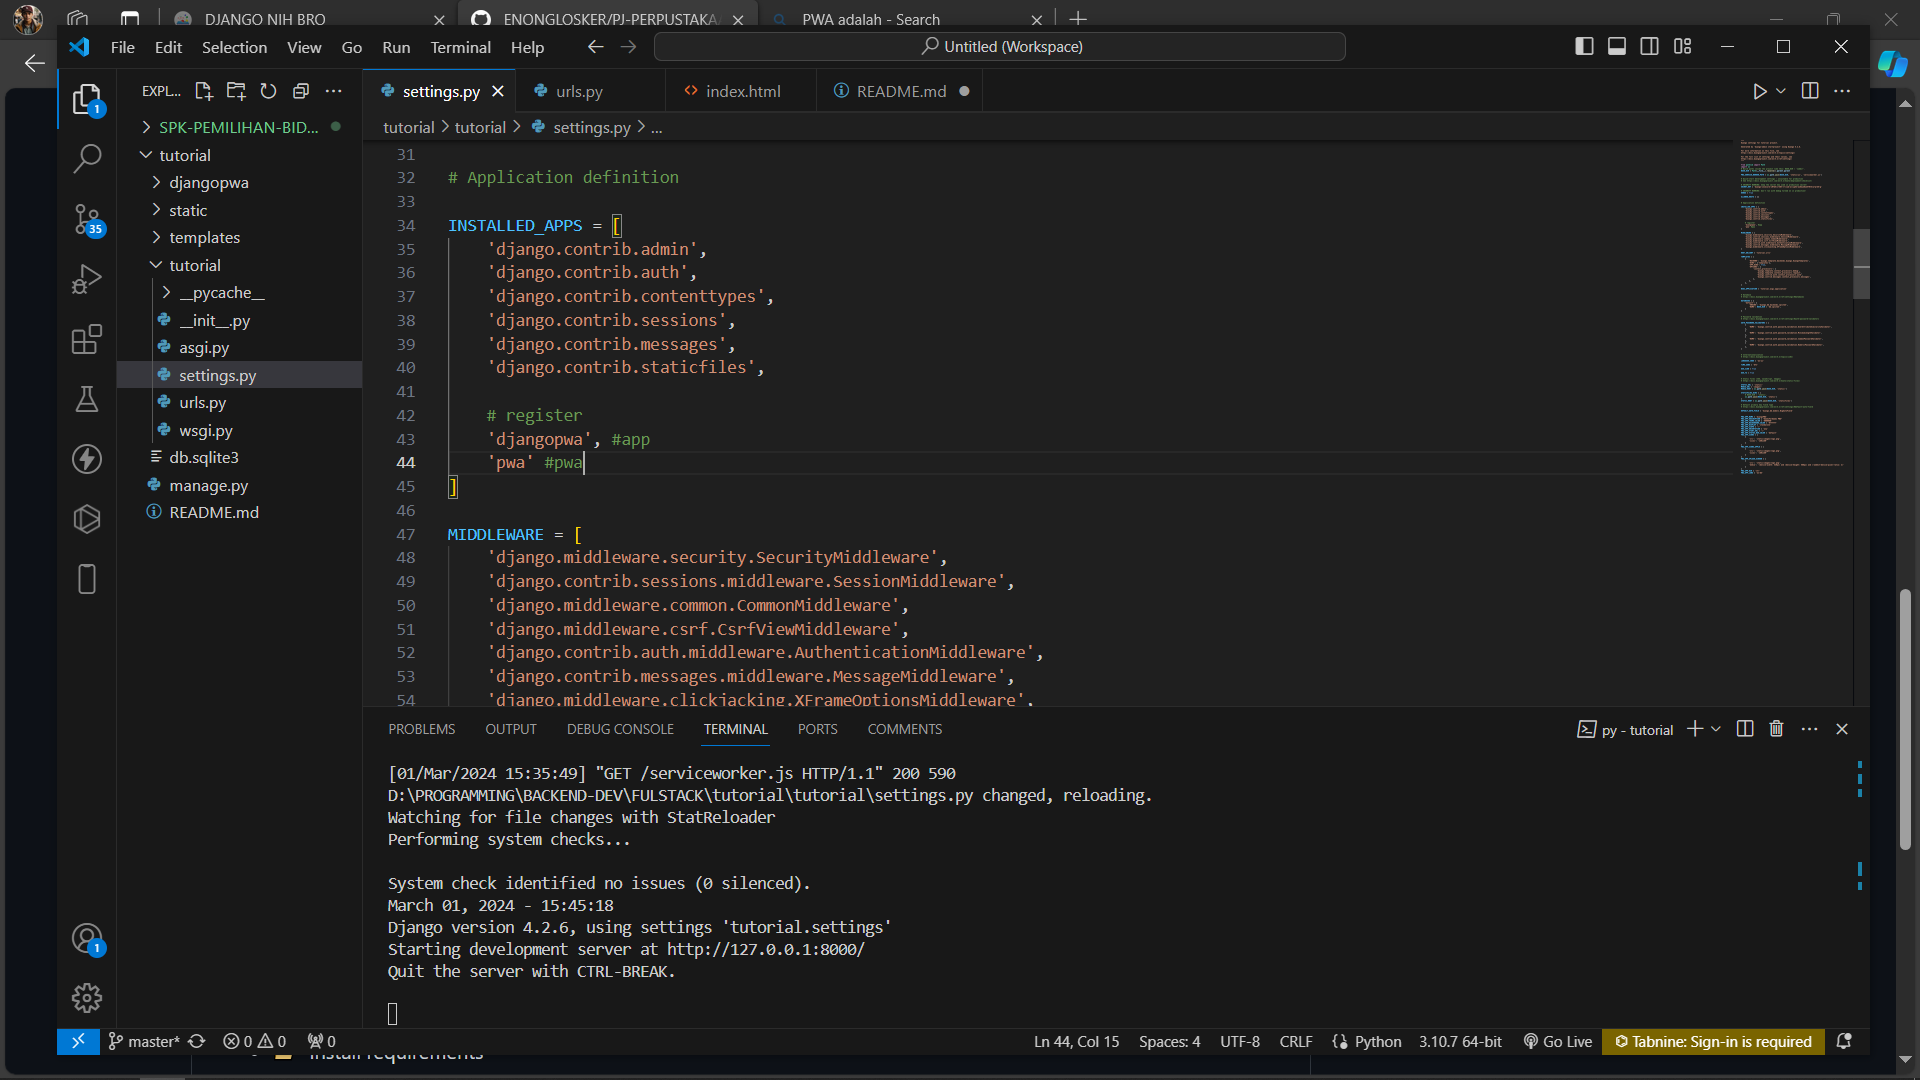 DJANGO NIH BRO
ENONGLOSKER/PJ-PERPUSTAKA
PWA adalah - Search
File Edit Selection View Go Run Terminal Help
Untitled (Workspace)
EXPL...
settings.py
urls.py
index.html
README.md
tutorial > tutorial > settings.py > ...
SPK-PEMILIHAN-BID...
tutorial
djangopwa
static
templates
tutorial
__pycache__
__init__.py
asgi.py
settings.py
urls.py
wsgi.py
db.sqlite3
manage.py
README.md
1
35
1
31
32 # Application definition
33
34 INSTALLED_APPS = [
35 'django.contrib.admin',
36 'django.contrib.auth',
37 'django.contrib.contenttypes',
38 'django.contrib.sessions',
39 'django.contrib.messages',
40 'django.contrib.staticfiles',
41
42 # register
43 'djangopwa', #app
44 'pwa' #pwa
45 ]
46
47 MIDDLEWARE = [
48 'django.middleware.security.SecurityMiddleware',
49 'django.contrib.sessions.middleware.SessionMiddleware',
50 'django.middleware.common.CommonMiddleware',
51 'django.middleware.csrf.CsrfViewMiddleware',
52 'django.contrib.auth.middleware.AuthenticationMiddleware',
53 'django.contrib.messages.middleware.MessageMiddleware',
54 'django.middleware.clickjacking.XFrameOptionsMiddleware',
PROBLEMS OUTPUT DEBUG CONSOLE TERMINAL PORTS COMMENTS
py - tutorial
[01/Mar/2024 15:35:49] "GET /serviceworker.js HTTP/1.1" 200 590
D:\PROGRAMMING\BACKEND-DEV\FULSTACK\tutorial\tutorial\settings.py changed, reloading.
Watching for file changes with StatReloader
Performing system checks...
System check identified no issues (0 silenced).
March 01, 2024 - 15:45:18
Django version 4.2.6, using settings 'tutorial.settings'
Starting development server at http://127.0.0.1:8000/
Quit the server with CTRL-BREAK.
master* 0 0 0
Ln 44, Col 15 Spaces: 4 UTF-8 CRLF Python 3.10.7 64-bit Go Live Tabnine: Sign-in is required
install requirements